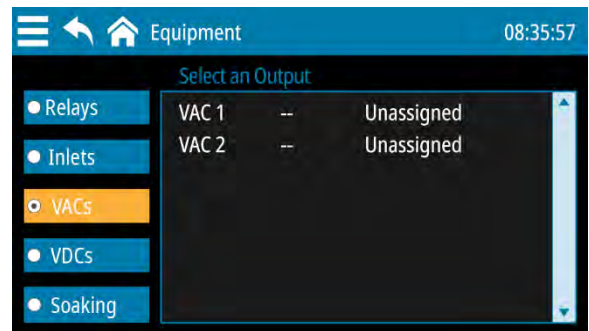 Equipment 08:35:57
Select an Output
Relays
Inlets
VACs
VDCs
Soaking
VAC 1 -- Unassigned
VAC 2 -- Unassigned